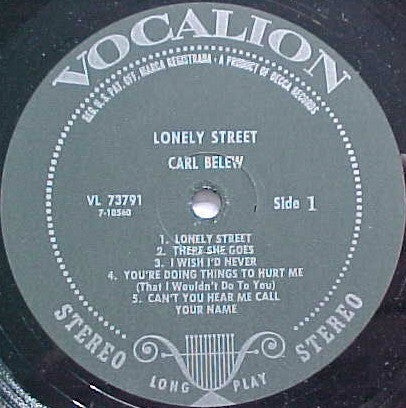 VOCALION
REG. U.S. PAT. OFF. MARCA REGISTRADA • A PRODUCT OF DECCA RECORDS
LONELY STREET
CARL BELEW
VL 73791
7-10560
Side 1
1. LONELY STREET
2. THERE SHE GOES
3. I WISH I'D NEVER
4. YOU'RE DOING THINGS TO HURT ME
(That I Wouldn't Do To You)
5. CAN'T YOU HEAR ME CALL
YOUR NAME
STEREO
LONG PLAY
STEREO